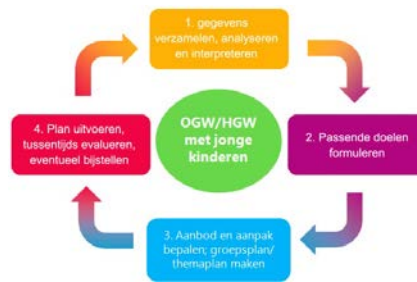 1. gegevens
verzamelen, analyseren
en interpreteren
OGW/HGW
met jonge
kinderen
2. Passende doelen
formuleren
3. Aanbod en aanpak
bepalen; groepsplan/
themaplan maken
4. Plan uitvoeren,
tussentijds evalueren,
eventueel bijstellen